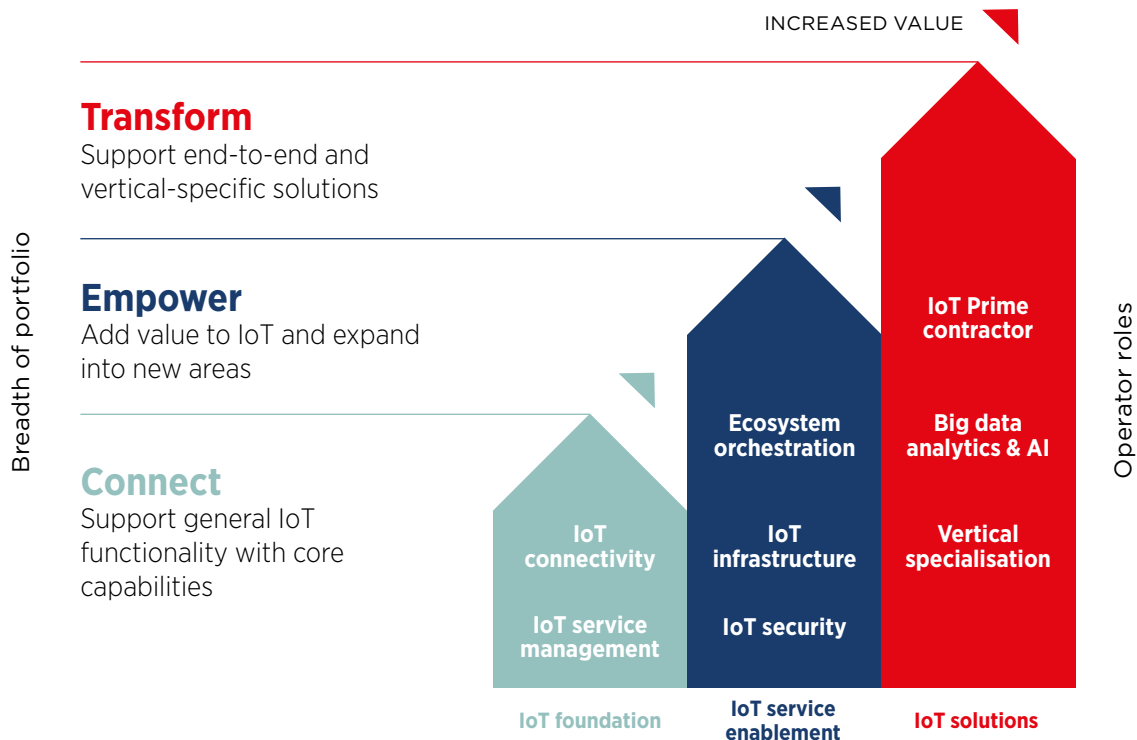 INCREASED VALUE
Transform
Support end-to-end and
vertical-specific solutions
Empower
Add value to IoT and expand
into new areas
Connect
Support general IoT
functionality with core
capabilities
Breadth of portfolio
IoT
connectivity
IoT service
management
IoT foundation
Ecosystem
orchestration
IoT
infrastructure
IoT security
IoT service
enablement
IoT Prime
contractor
Big data
analytics & AI
Vertical
specialisation
IoT solutions
Operator roles